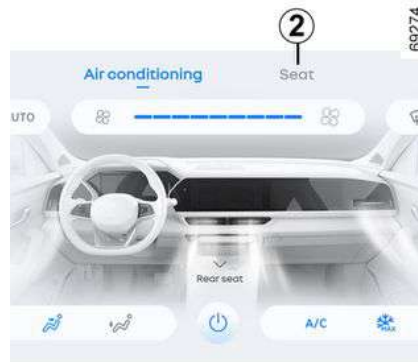 2
69274
Air conditioning
Seat
UTO
Rear seat
A/C
MAX